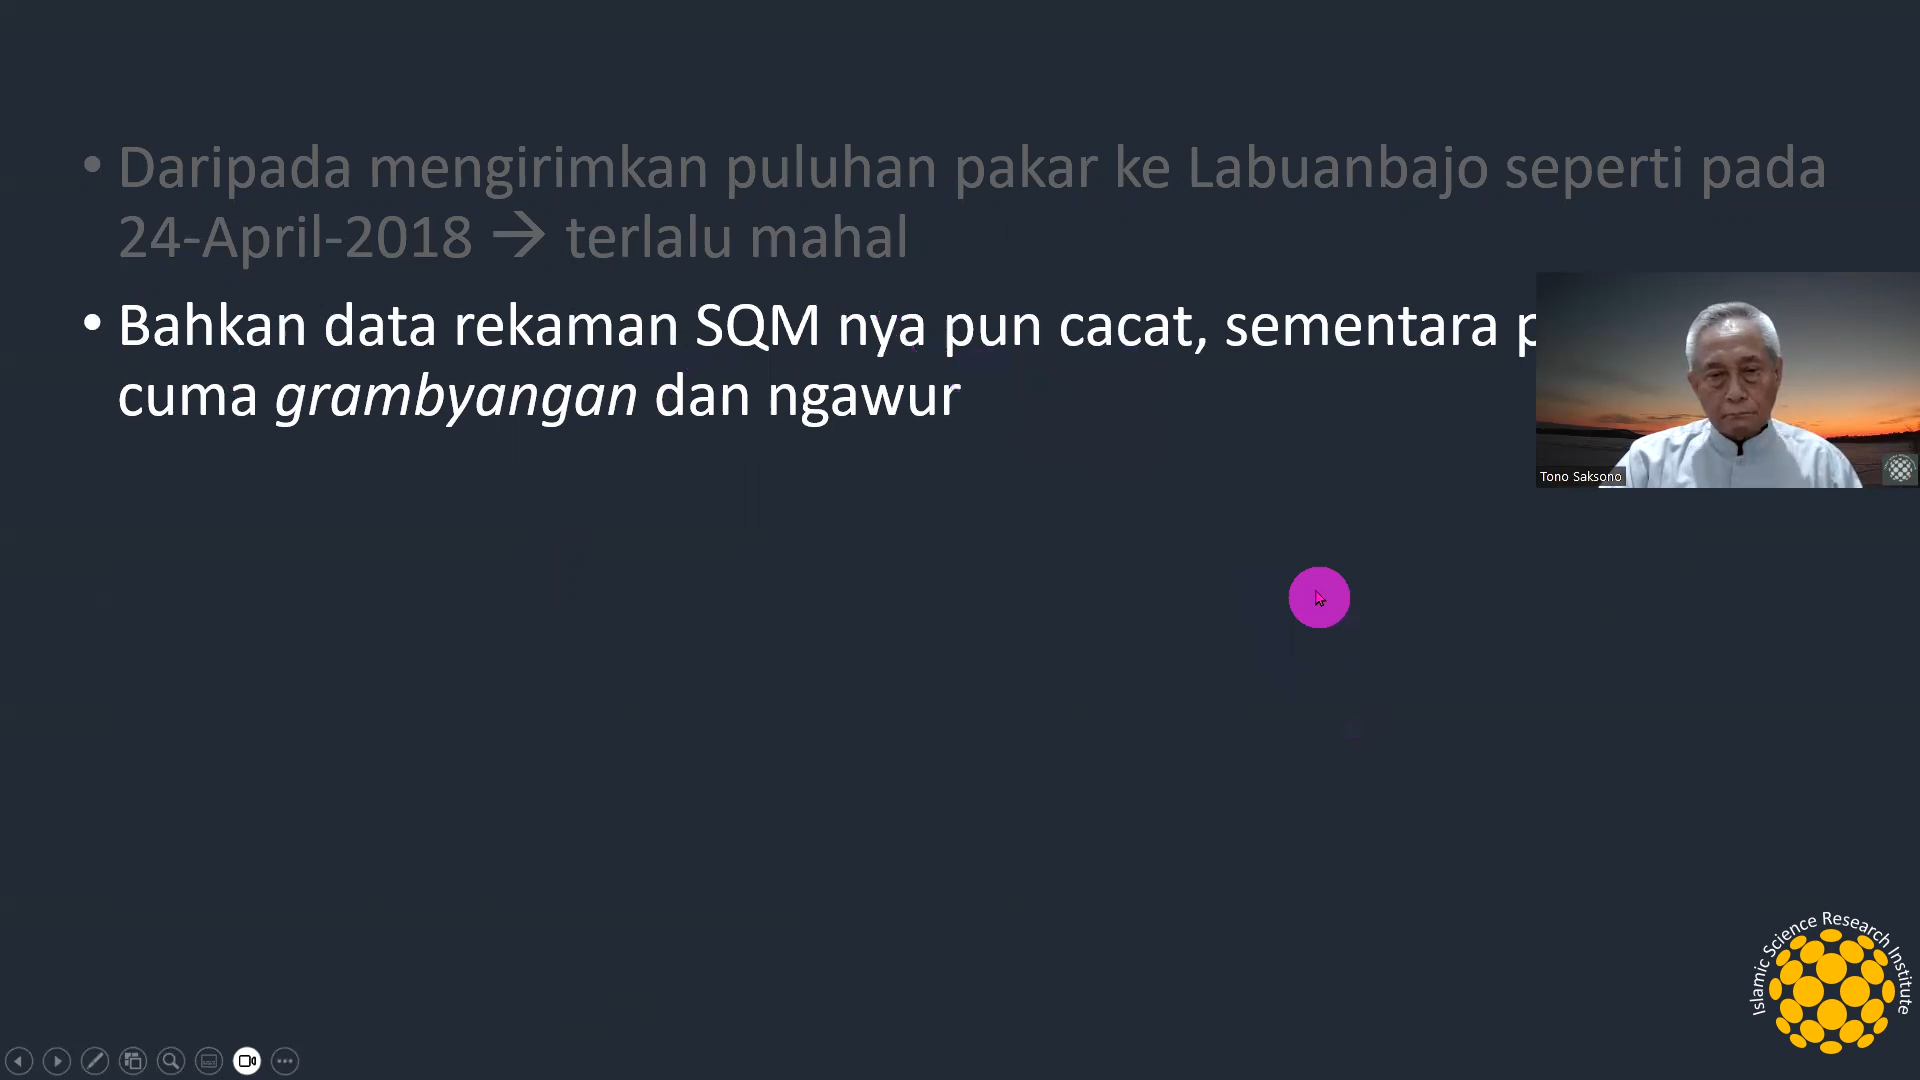 • Daripada mengirimkan puluhan pakar ke Labuanbajo seperti pada
24-April-2018 → terlalu mahal
• Bahkan data rekaman SQM nya pun cacat, sementara
cuma grambyangan dan ngawur
Tono Saksono
Islamic Science Research Institute